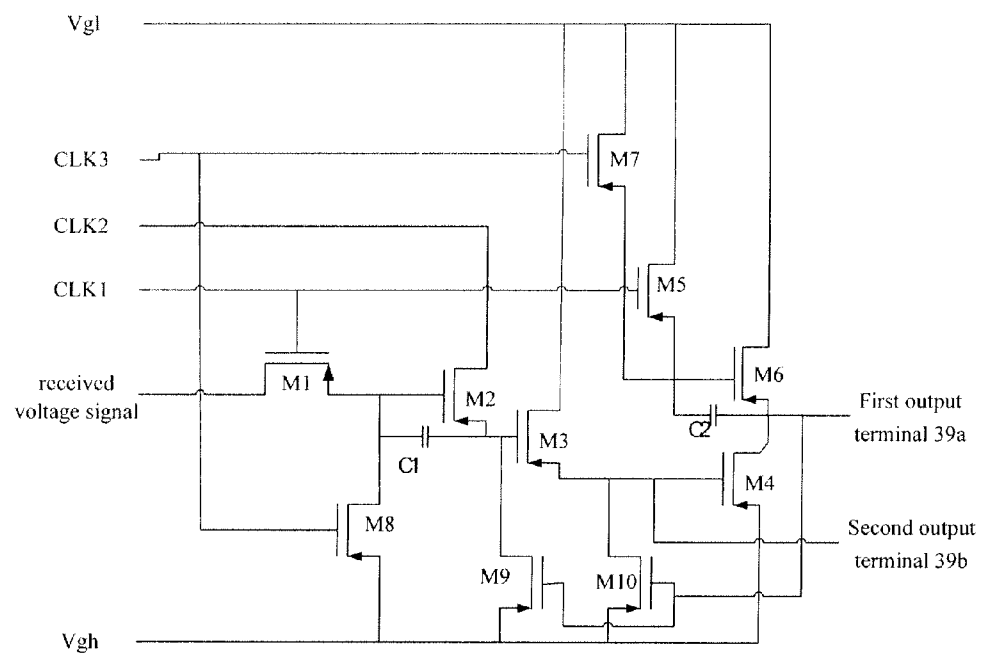 Vgl
CLK3
M7
CLK2
CLK1
M5
M1
M6
received
voltage signal
M2
First output
terminal 39a
M3
C2
C1
M4
M8
Second output
terminal 39b
M9
M10
Vgh